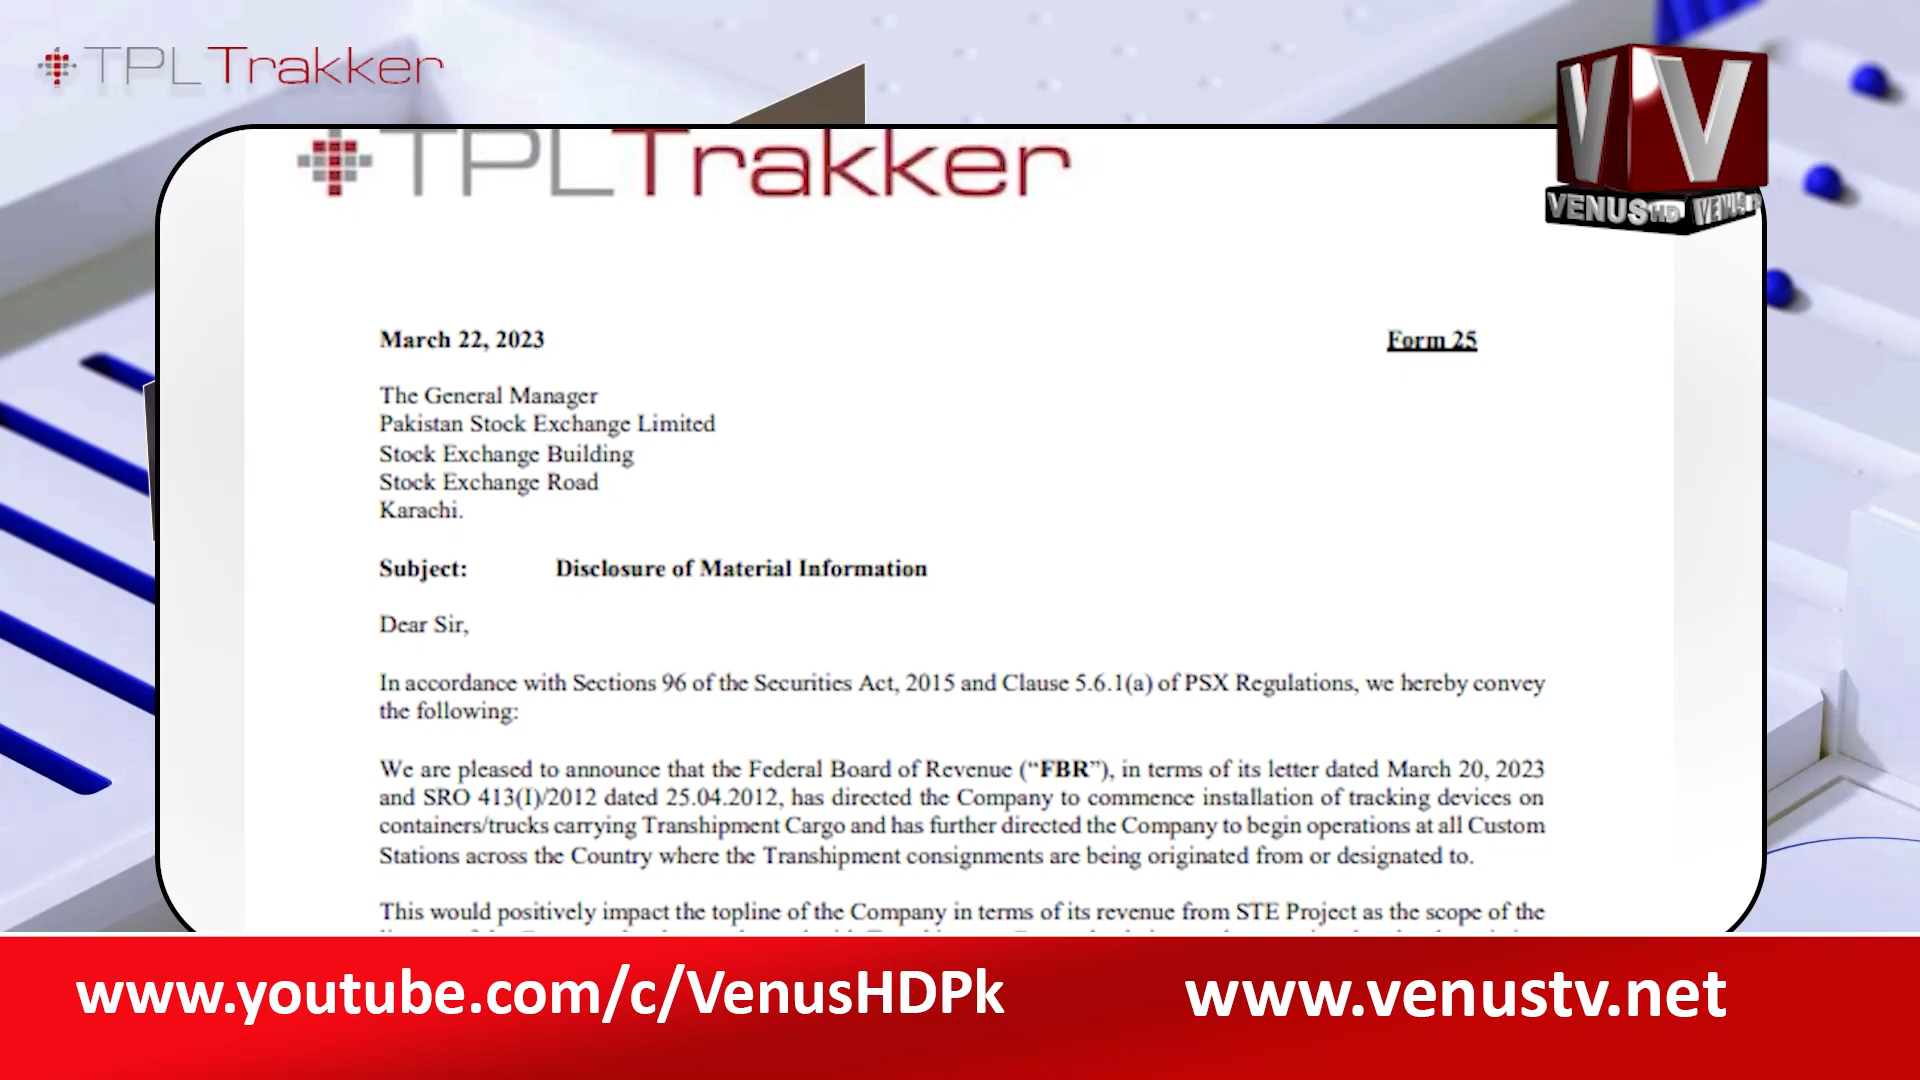 TPLTrakker
TPLTrakker
VV
VENUS HD
March 22, 2023
Form 25
The General Manager
Pakistan Stock Exchange Limited
Stock Exchange Building
Stock Exchange Road
Karachi.
Subject: Disclosure of Material Information
Dear Sir,
In accordance with Sections 96 of the Securities Act, 2015 and Clause 5.6.1(a) of PSX Regulations, we hereby convey
the following:
We are pleased to announce that the Federal Board of Revenue (“FBR”), in terms of its letter dated March 20, 2023
and SRO 413(I)/2012 dated 25.04.2012, has directed the Company to commence installation of tracking devices on
containers/trucks carrying Transhipment Cargo and has further directed the Company to begin operations at all Custom
Stations across the Country where the Transhipment consignments are being originated from or designated to.
This would positively impact the topline of the Company in terms of its revenue from STE Project as the scope of the
www.youtube.com/c/VenusHDPk
www.venustv.net